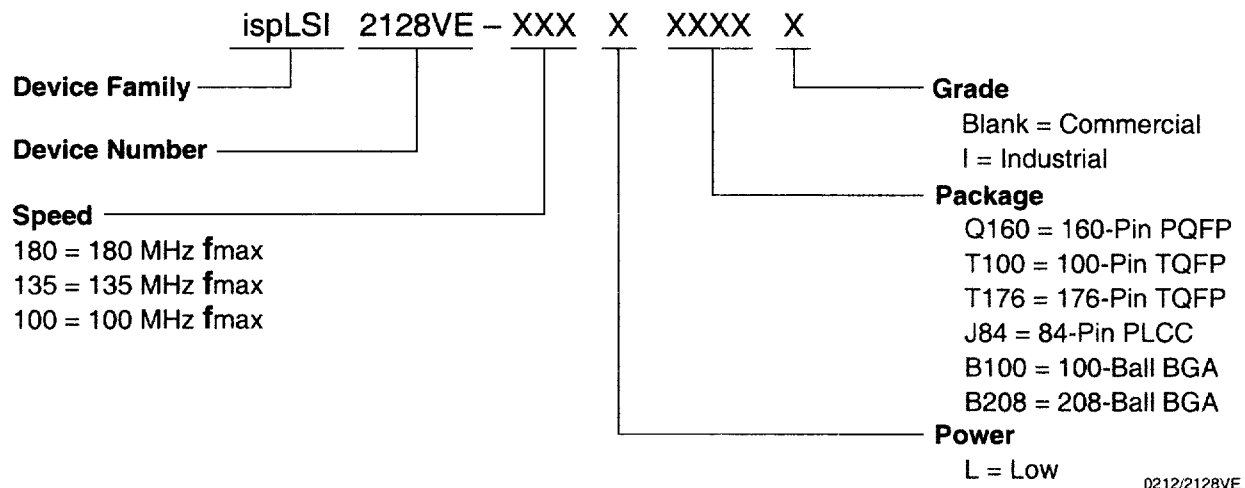 ispLSI 2128VE – XXX X XXXX X
Device Family
Device Number
Speed
180 = 180 MHz fmax
135 = 135 MHz fmax
100 = 100 MHz fmax
Grade
Blank = Commercial
I = Industrial
Package
Q160 = 160-Pin PQFP
T100 = 100-Pin TQFP
T176 = 176-Pin TQFP
J84 = 84-Pin PLCC
B100 = 100-Ball BGA
B208 = 208-Ball BGA
Power
L = Low
0212/2128VE